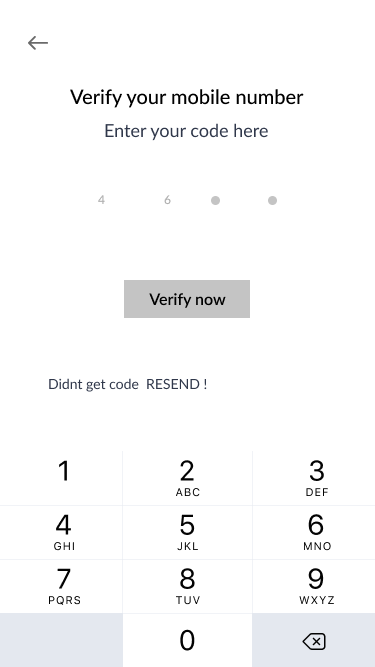 Verify your mobile number
Enter your code here
4 6
Verify now
Didnt get code RESEND !
1 2 3
ABC DEF
4 5 6
GHI JKL MNO
7 8 9
PQRS TUV WXYZ
0